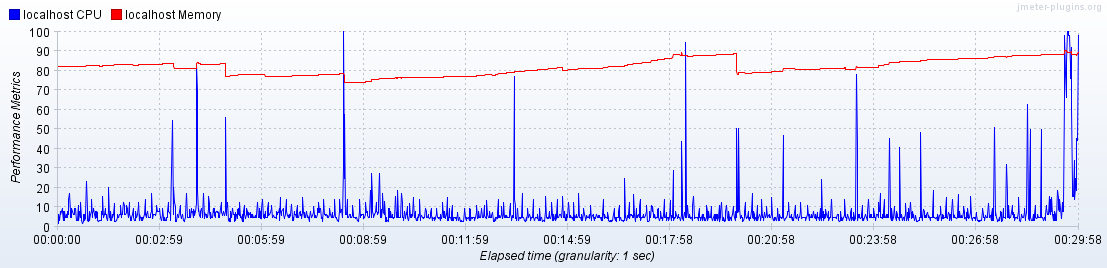 jmeter-plugins.org
localhost CPU localhost Memory
Performance Metrics
100
90
80
70
60
50
40
30
20
10
0
00:00:00 00:02:59 00:05:59 00:08:59 00:11:59 00:14:59 00:17:58 00:20:58 00:23:58 00:26:58 00:29:58
Elapsed time (granularity: 1 sec)